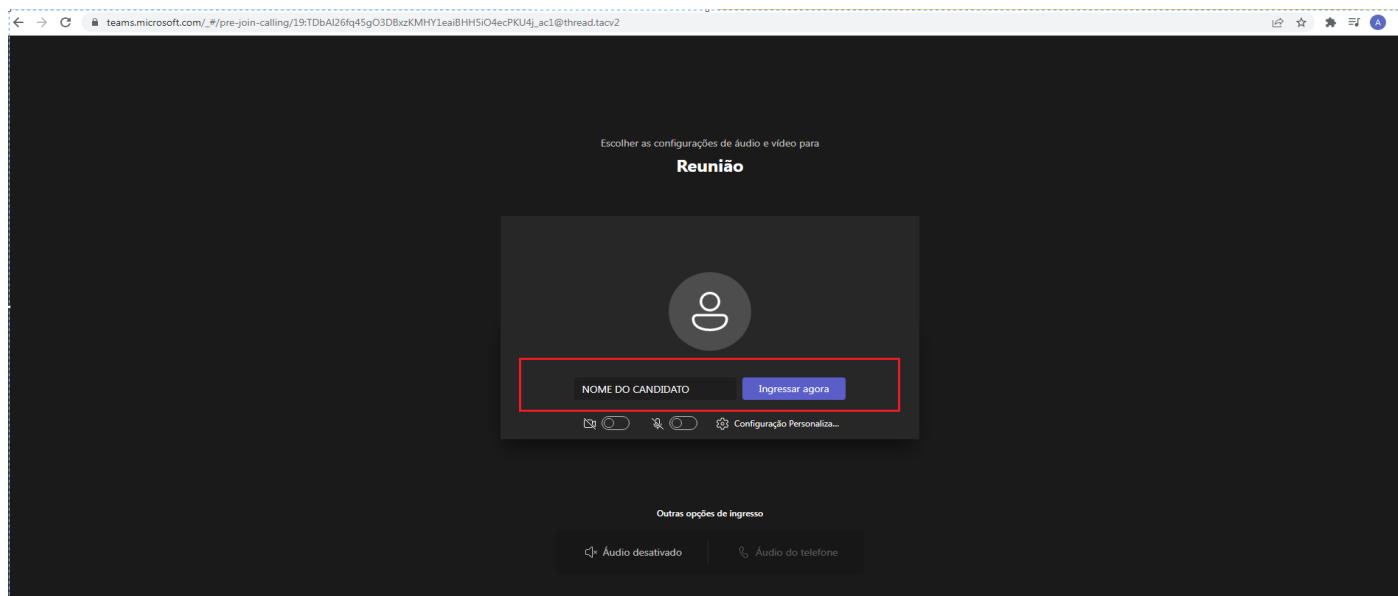 teams.microsoft.com/_#/pre-join-calling/19:TDbAI26fq45gO3DBxzKMHY1eaiBHH5iO4ecPKU4j_ac1@thread.tacv2
A
Escolher as configurações de áudio e vídeo para
Reunião
NOME DO CANDIDATO
Ingressar agora
Configuração Personaliza...
Outras opções de ingresso
Áudio desativado
Áudio do telefone